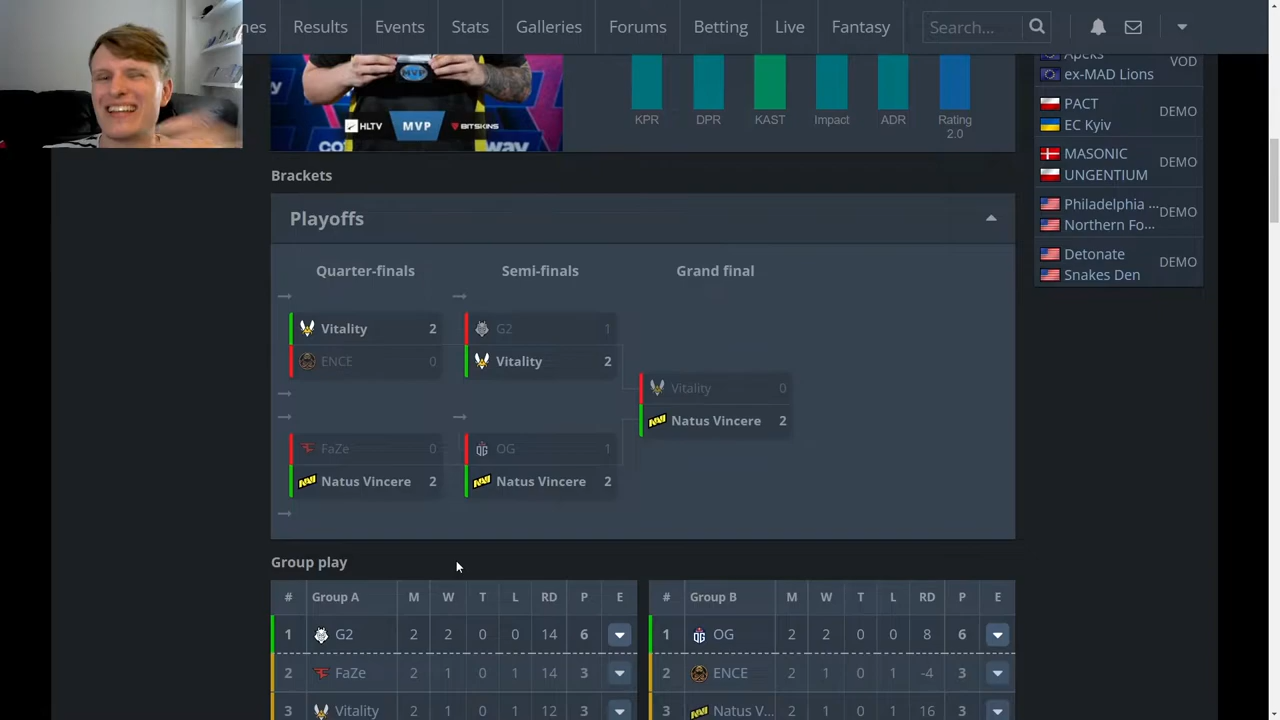 nes Results Events Stats Galleries Forums Betting Live Fantasy Search...
Apeks
ex-MAD Lions
VOD
PACT
EC Kyiv
DEMO
MASONIC
UNGENTIUM
DEMO
Philadelphia ...
Northern Fo...
DEMO
Detonate
Snakes Den
DEMO
MVP
HLTV MVP BITSKINS
way
KPR DPR KAST Impact ADR Rating
2.0
Brackets
Playoffs
Quarter-finals Semi-finals Grand final
Vitality 2
ENCE 0
FaZe 0
Natus Vincere 2
G2 1
Vitality 2
OG 1
Natus Vincere 2
Vitality 0
Natus Vincere 2
Group play
# Group A M W T L RD P E
1 G2 2 2 0 0 14 6
2 FaZe 2 1 0 1 14 3
3 Vitality 2 1 0 1 12 3
# Group B M W T L RD P E
1 OG 2 2 0 0 8 6
2 ENCE 2 1 0 1 -4 3
3 Natus V... 2 1 0 1 16 3